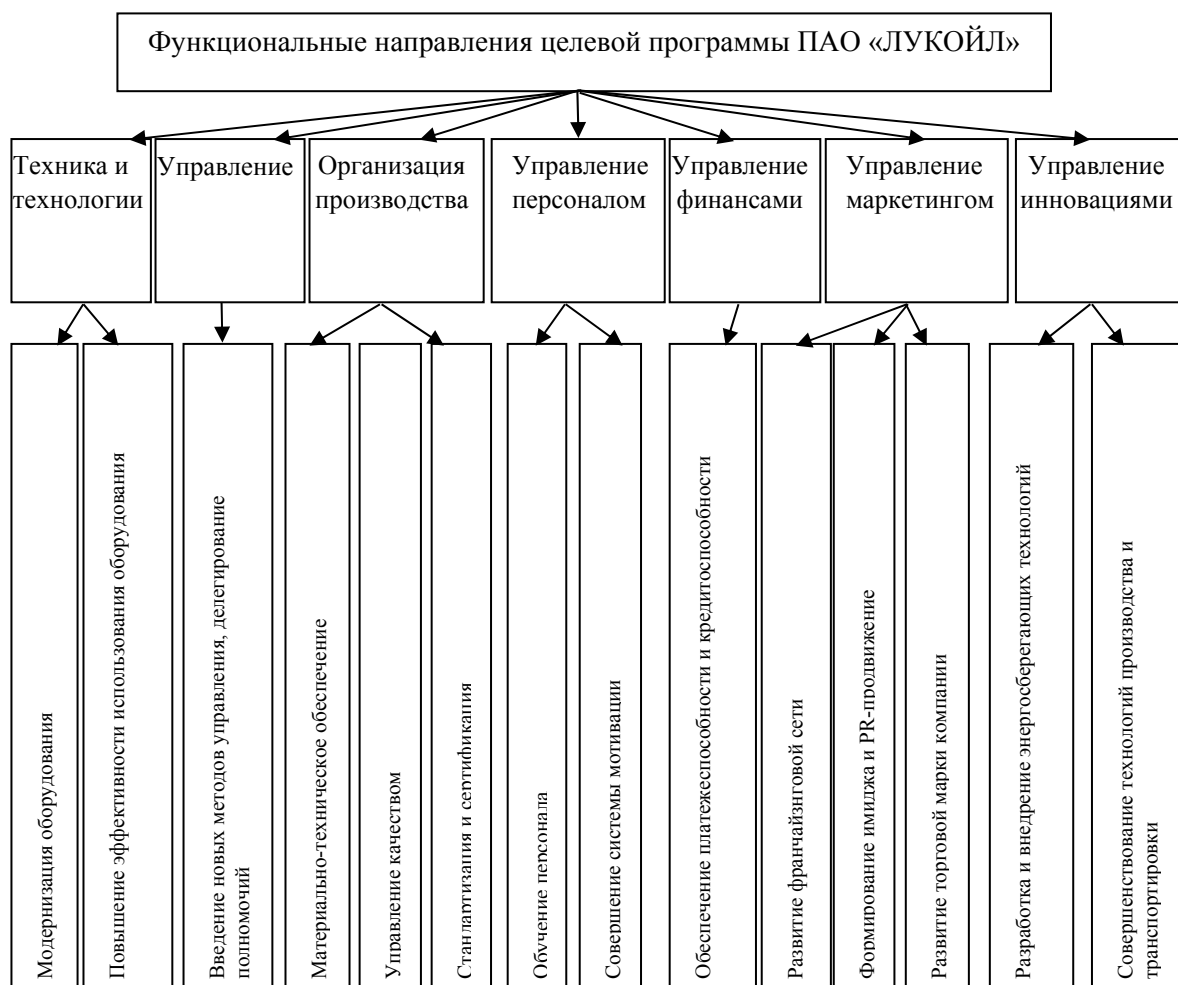 Функциональные направления целевой программы ПАО «ЛУКОЙЛ»
Техника и
технологии
Управление
Организация
производства
Управление
персоналом
Управление
финансами
Управление
маркетингом
Управление
инновациями
Модернизация оборудования
Повышение эффективности использования оборудования
Введение новых методов управления, делегирование
полномочий
Материально-техническое обеспечение
Управление качеством
Стандартизация и сертификация
Обучение персонала
Совершение системы мотивации
Обеспечение платежеспособности и кредитоспособности
Развитие франчайзнговой сети
Формирование имиджа и PR-продвижение
Развитие торговой марки компании
Разработка и внедрение энергосберегающих технологий
Совершенствование технологий производства и
транспортировки